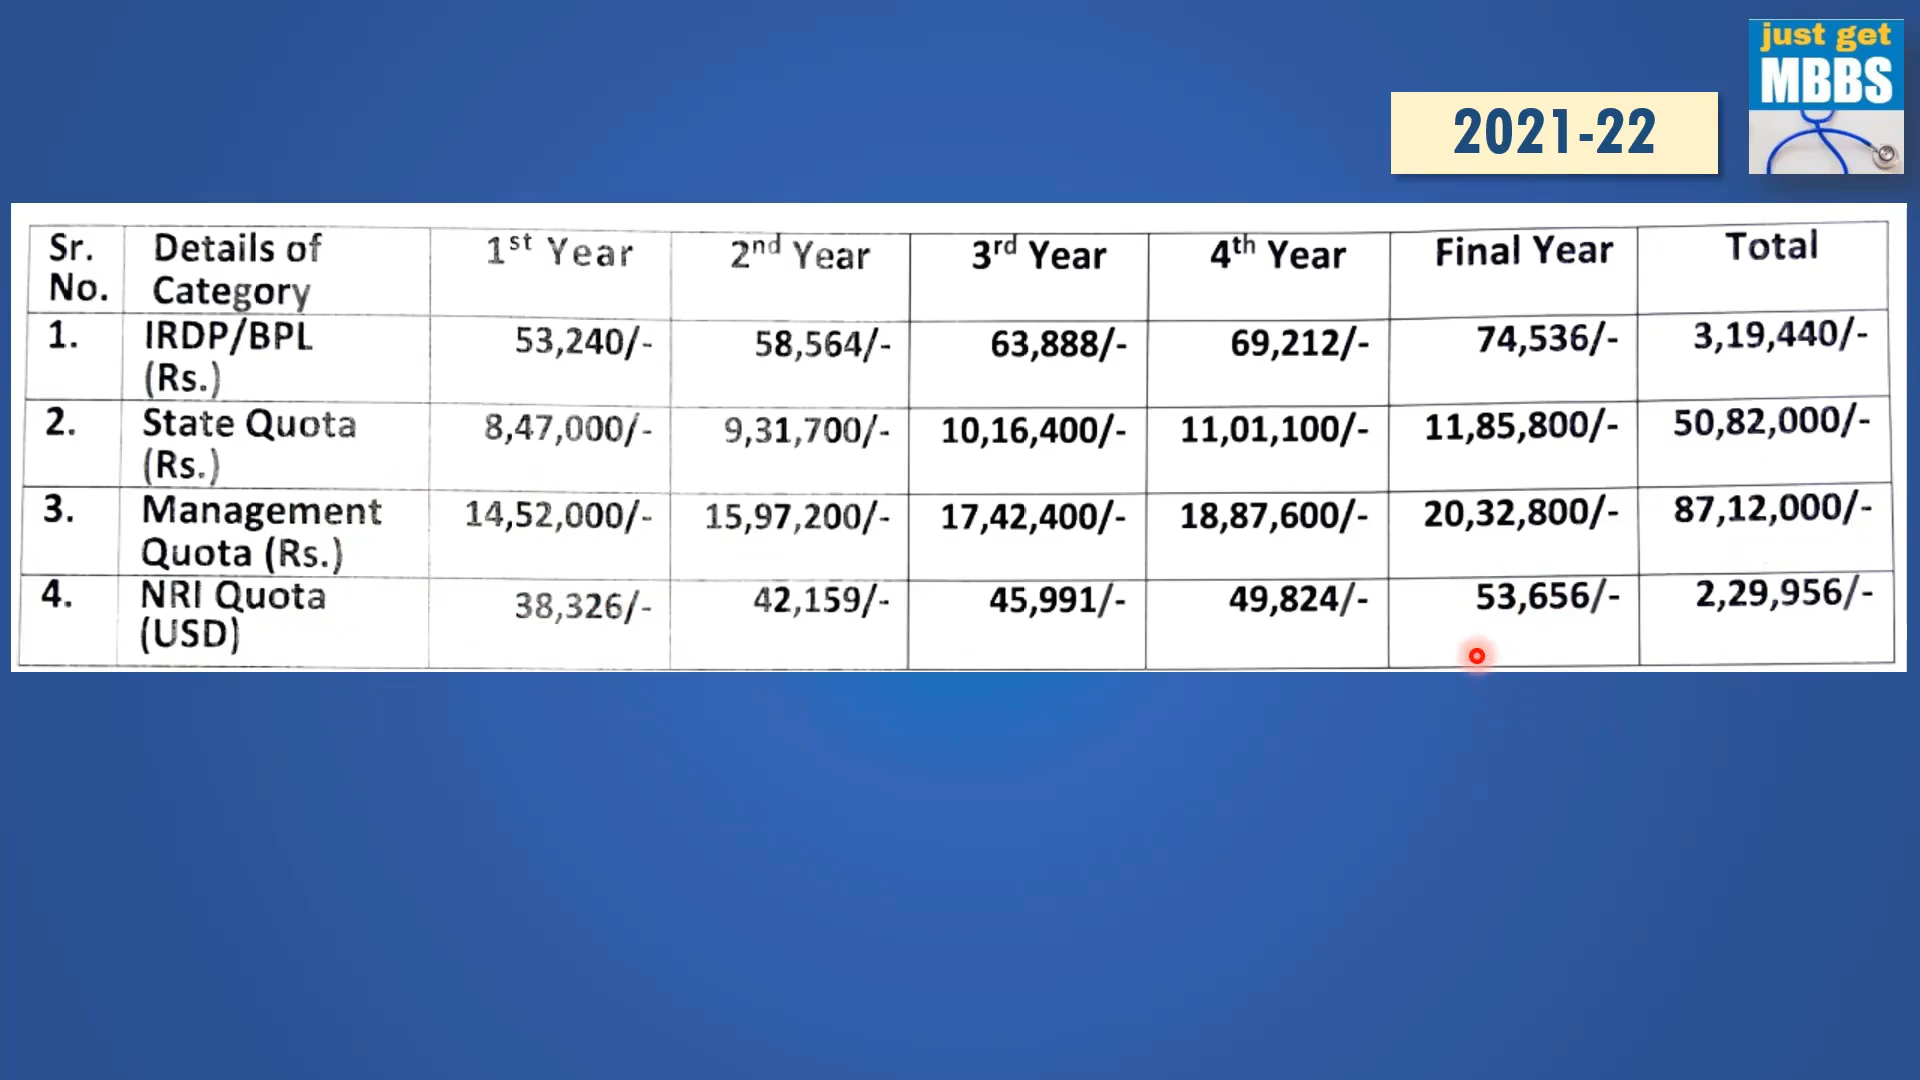 just get
MBBS
2021-22
Sr. No. Details of Category 1st Year 2nd Year 3rd Year 4th Year Final Year Total
1. IRDP/BPL (Rs.) 53,240/- 58,564/- 63,888/- 69,212/- 74,536/- 3,19,440/-
2. State Quota (Rs.) 8,47,000/- 9,31,700/- 10,16,400/- 11,01,100/- 11,85,800/- 50,82,000/-
3. Management Quota (Rs.) 14,52,000/- 15,97,200/- 17,42,400/- 18,87,600/- 20,32,800/- 87,12,000/-
4. NRI Quota (USD) 38,326/- 42,159/- 45,991/- 49,824/- 53,656/- 2,29,956/-